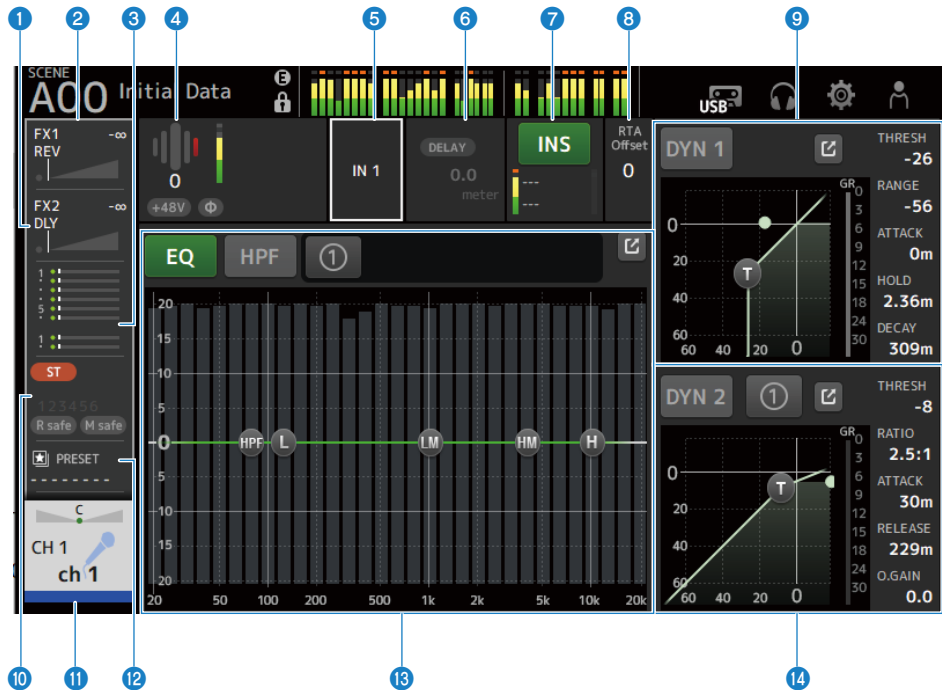 1 2 3 4 5 6 7 8 9
SCENE
A00 Initial Data
E
USB
FX1 -∞
REV
FX2 -∞
DLY
1
5
1
ST
123456
R safe M safe
PRESET
--------
C
CH 1
ch 1
0
+48V Φ
IN 1
DELAY
0.0
meter
INS
---
---
RTA
Offset
0
EQ HPF 1
20
15
10
5
0
5
10
15
20
HPF L LM HM H
20 50 100 200 500 1k 2k 5k 10k 20k
DYN 1
GR
0
3
6
9
12
15
18
24
30
0
20
40
60
T
60 40 20 0
THRESH
-26
RANGE
-56
ATTACK
0m
HOLD
2.36m
DECAY
309m
DYN 2 1
GR
0
3
6
9
12
15
18
24
30
0
20
40
60
T
60 40 20 0
THRESH
-8
RATIO
2.5:1
ATTACK
30m
RELEASE
229m
O.GAIN
0.0
10 11 12 13 14